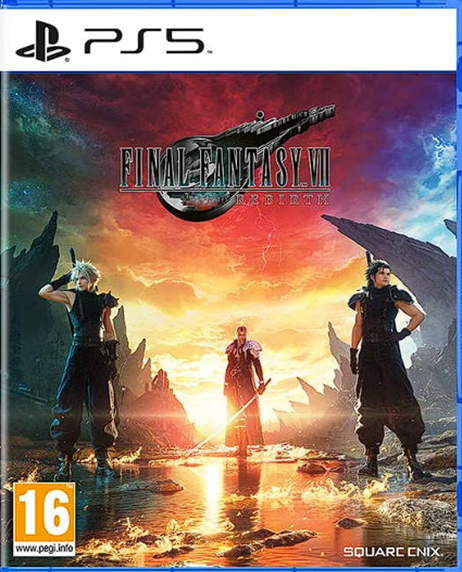 PS5
FINAL FANTASY VII
REBIRTH
16
www.pegi.info
SQUARE ENIX